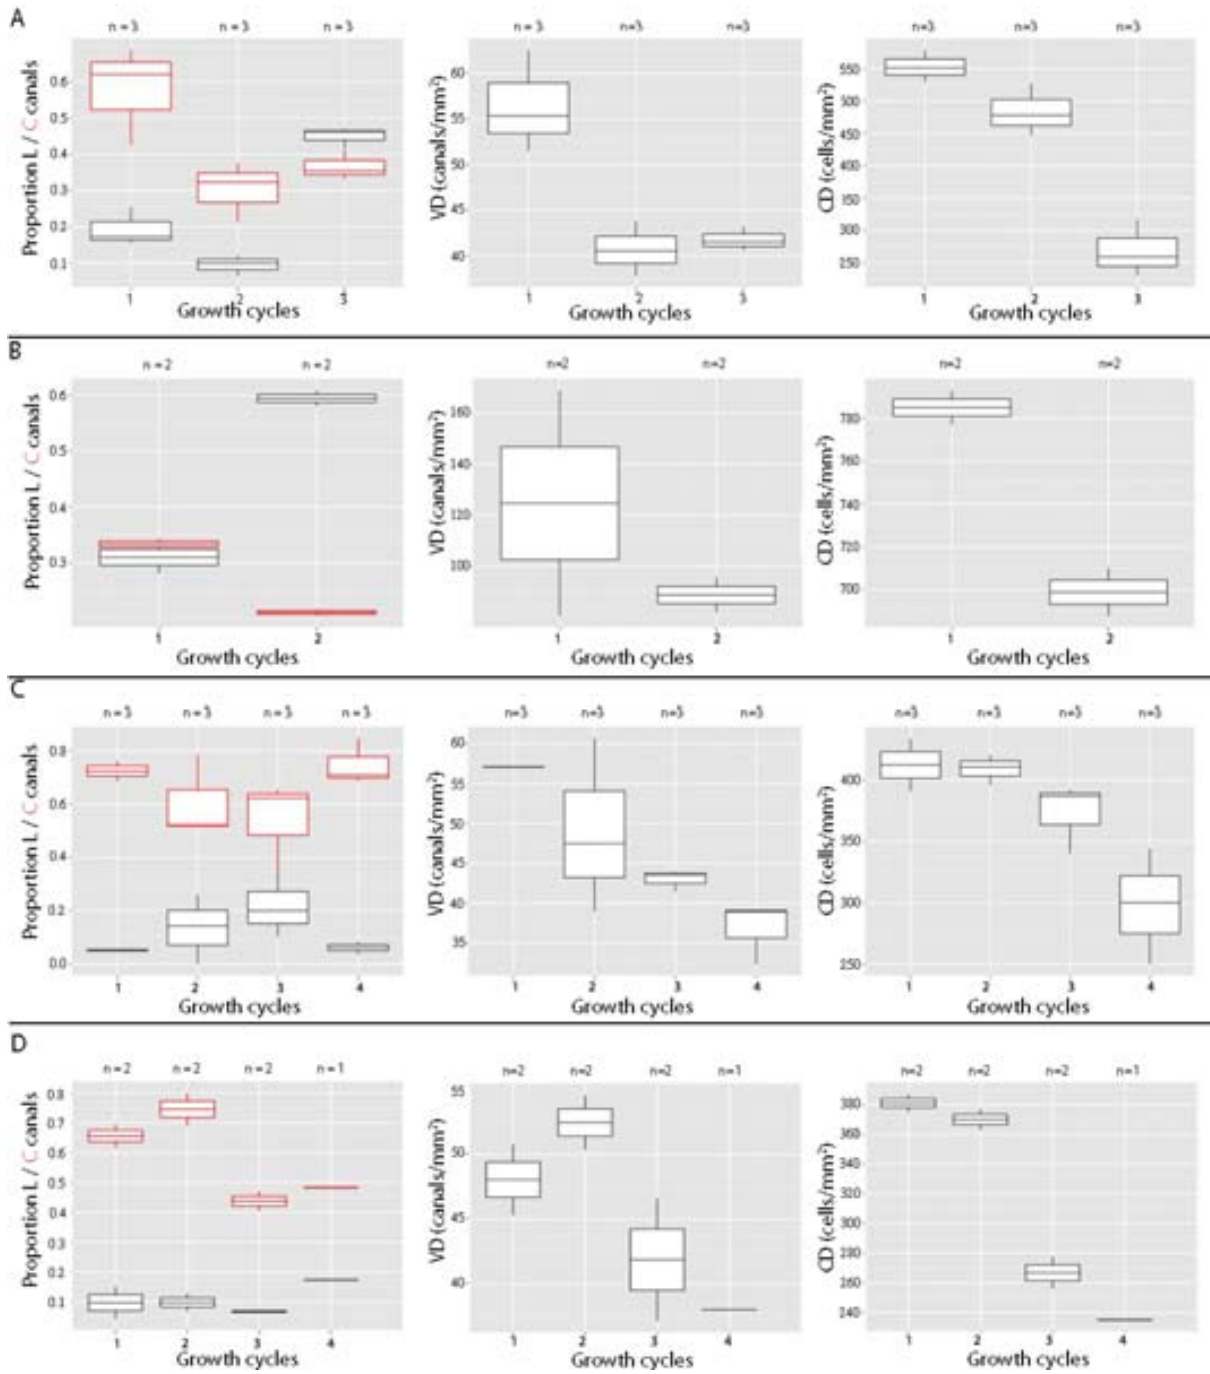 A
n = 3 n = 3 n = 3
Proportion L / C canals
0.6
0.5
0.4
0.3
0.2
0.1
1 2 3
Growth cycles
n = 3 n=3 n=3
VD (canals/mm²)
60
55
50
45
40
1 2 3
Growth cycles
n=3 n=3 n=3
CD (cells/mm²)
550
500
450
400
350
300
250
1 2 3
Growth cycles
B
n = 2 n=2
Proportion L / C canals
0.6
0.5
0.4
0.3
1 2
Growth cycles
n=2 n=2
VD (canals/mm²)
160
140
120
100
1 2
Growth cycles
n=2 n=2
CD (cells/mm²)
780
760
740
720
700
1 2
Growth cycles
C
n=3 n=3 n=3 n=3
Proportion L / C canals
0.8
0.6
0.4
0.2
0.0
1 2 3 4
Growth cycles
n=3 n=3 n=3 n=3
VD (canals/mm²)
60
55
50
45
40
35
1 2 3 4
Growth cycles
n=3 n=3 n=3 n=3
CD (cells/mm²)
400
350
300
250
1 2 3 4
Growth cycles
D
n=2 n=2 n=2 n=1
Proportion L / C canals
0.8
0.7
0.6
0.5
0.4
0.3
0.2
0.1
1 2 3 4
Growth cycles
n=2 n=2 n=2 n=1
VD (canals/mm²)
55
50
45
40
1 2 3 4
Growth cycles
n=2 n=2 n=2 n=1
CD (cells/mm²)
380
360
340
320
300
280
260
240
1 2 3 4
Growth cycles